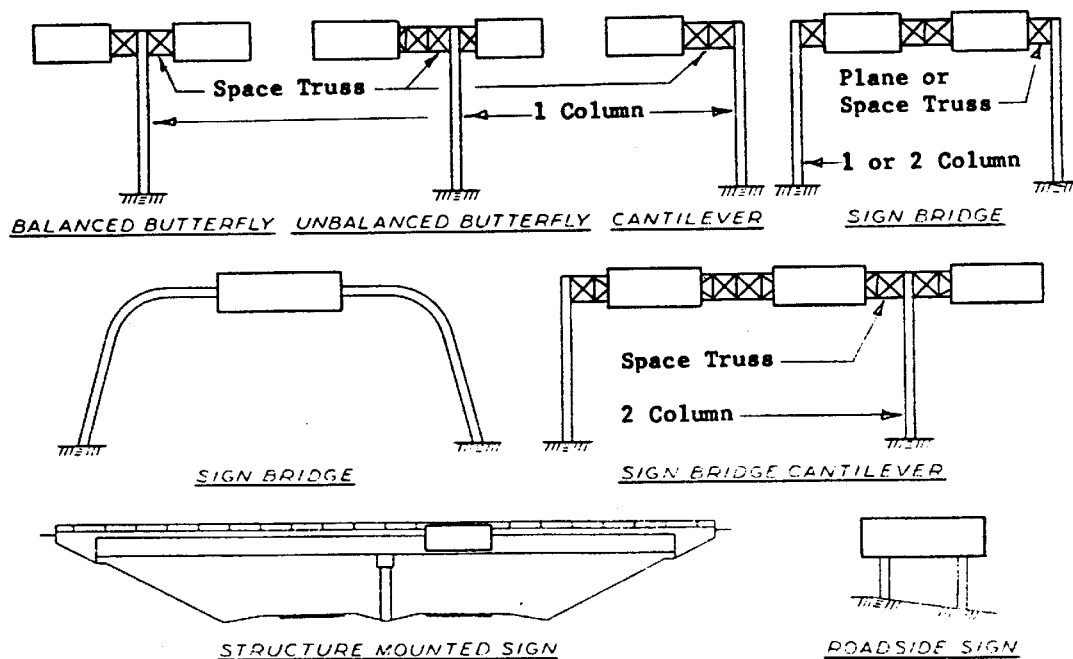 Space Truss
1 Column
Plane or
Space Truss
1 or 2 Column
BALANCED BUTTERFLY
UNBALANCED BUTTERFLY
CANTILEVER
SIGN BRIDGE
Space Truss
2 Column
SIGN BRIDGE
SIGN BRIDGE CANTILEVER
STRUCTURE MOUNTED SIGN
ROADSIDE SIGN